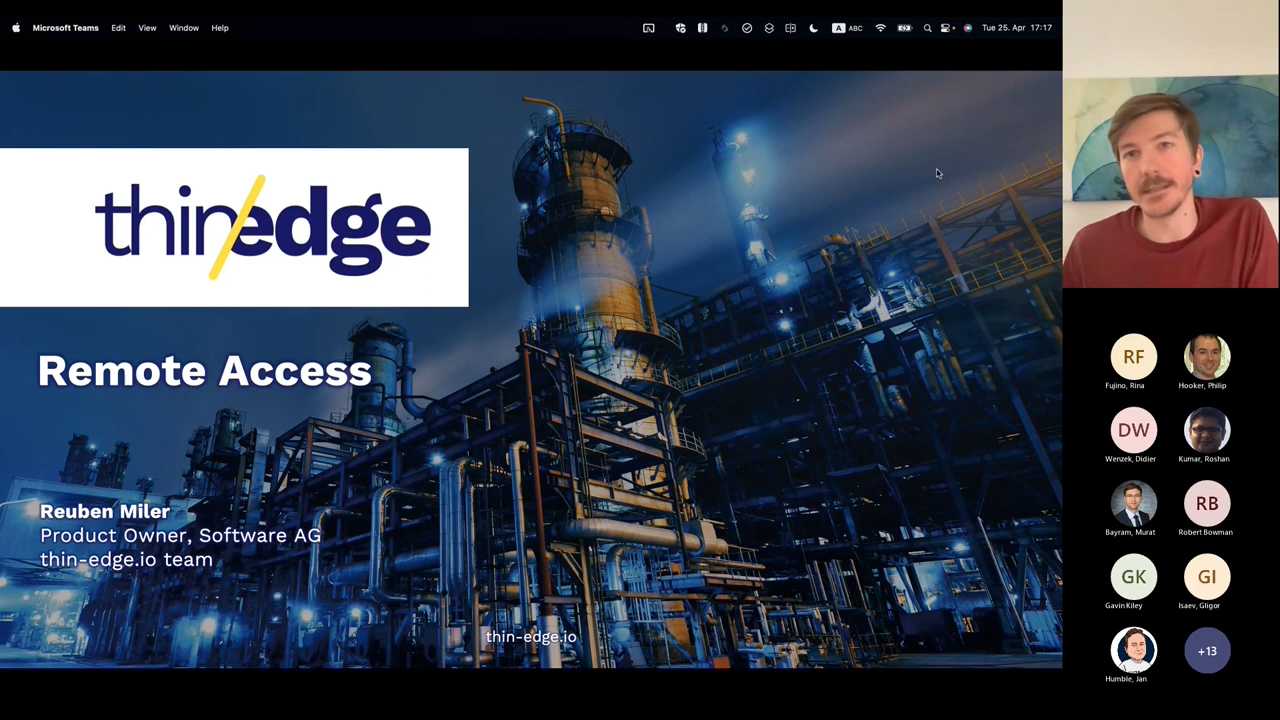 Microsoft Teams Edit View Window Help
A ABC Tue 25. Apr 17:17
thin/edge
Remote Access
Reuben Miler
Product Owner, Software AG
thin-edge.io team
thin-edge.io
RF
Fujino, Rina
Hooker, Philip
DW
Wenzek, Didier
Kumar, Roshan
Bayram, Murat
RB
Robert Bowman
GK
Gavin Kiley
GI
Isaev, Gligor
Humble, Jan
+13